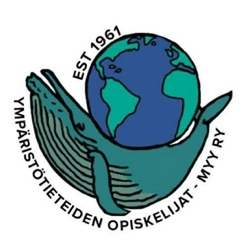 EST 1961
YMPÄRISTÖTIETEIDEN OPISKELIJAT - MYY RY